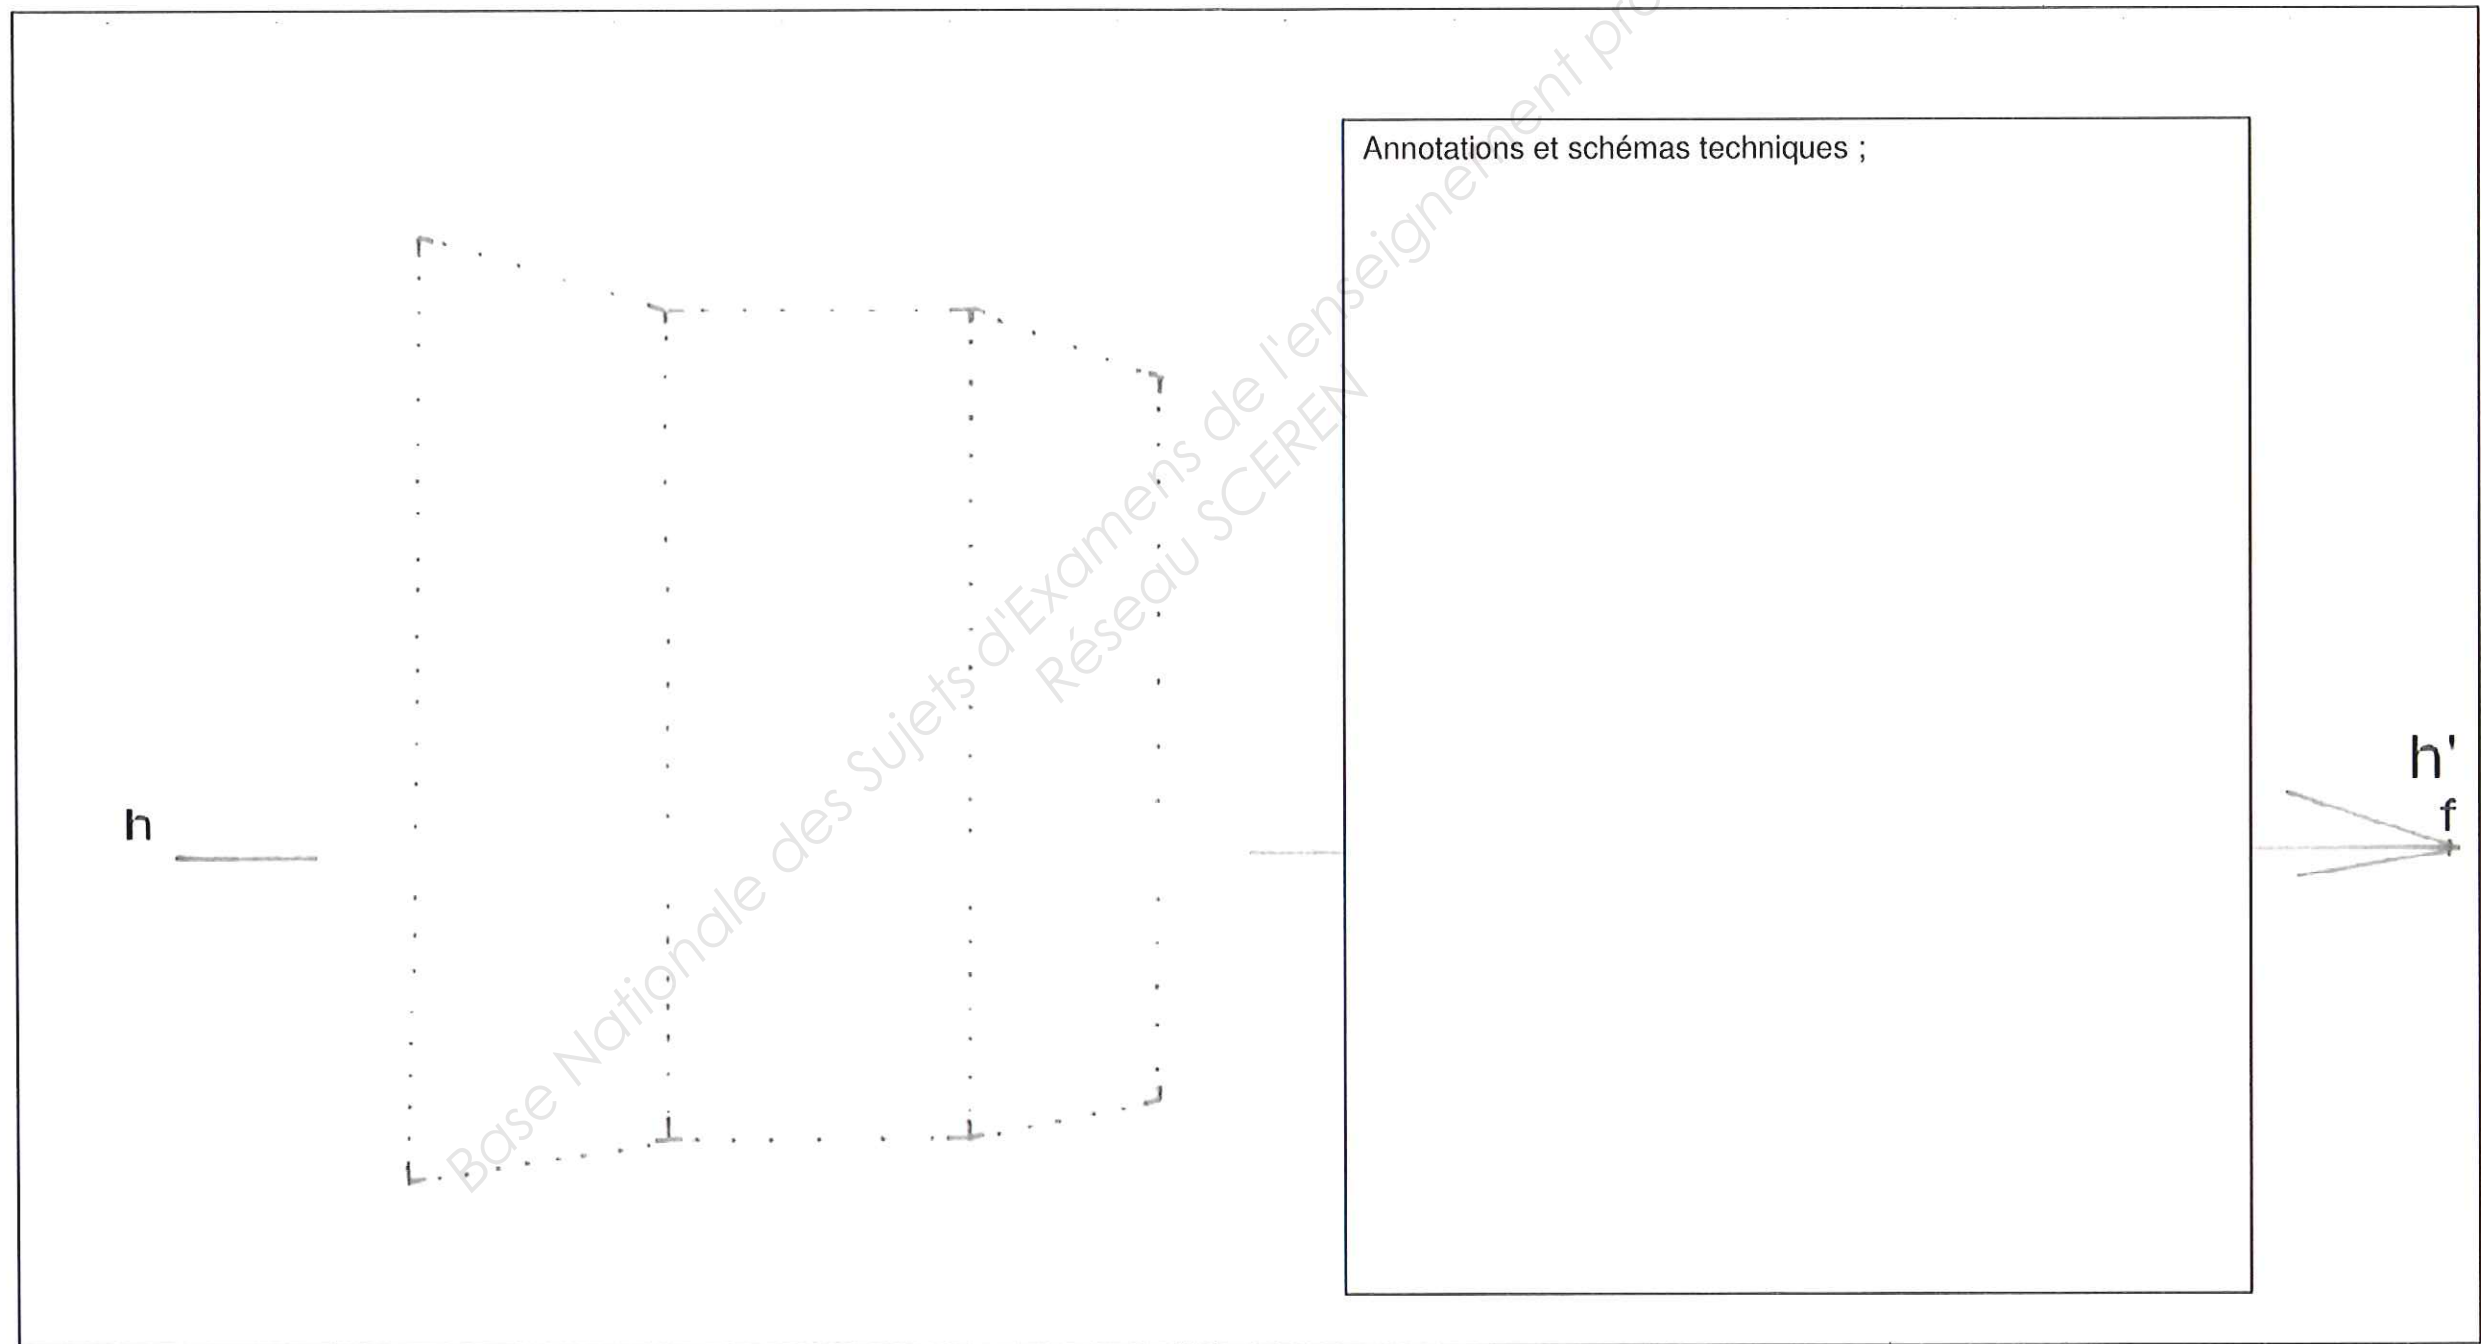 Annotations et schémas techniques ;
h
h'
f
Base Nationale des Sujets d'Examens de l'enseignement pro
Réseau SCEREN